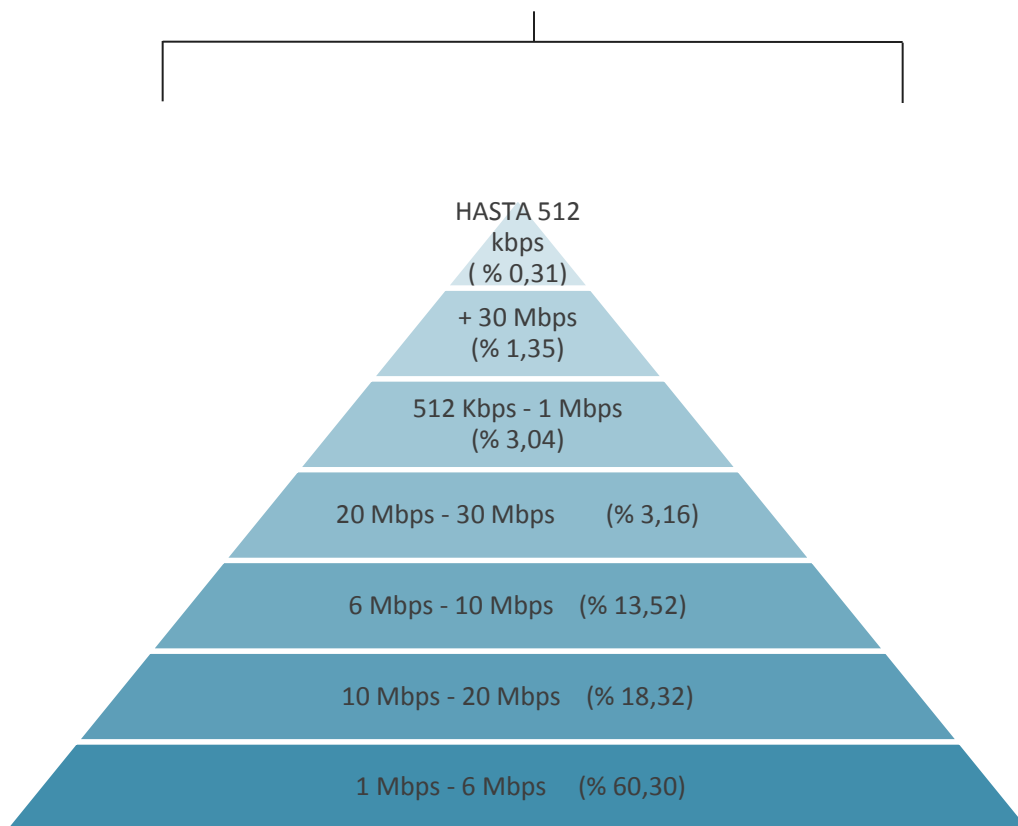 HASTA 512
kbps
( % 0,31)
+ 30 Mbps
(% 1,35)
512 Kbps - 1 Mbps
(% 3,04)
20 Mbps - 30 Mbps (% 3,16)
6 Mbps - 10 Mbps (% 13,52)
10 Mbps - 20 Mbps (% 18,32)
1 Mbps - 6 Mbps (% 60,30)